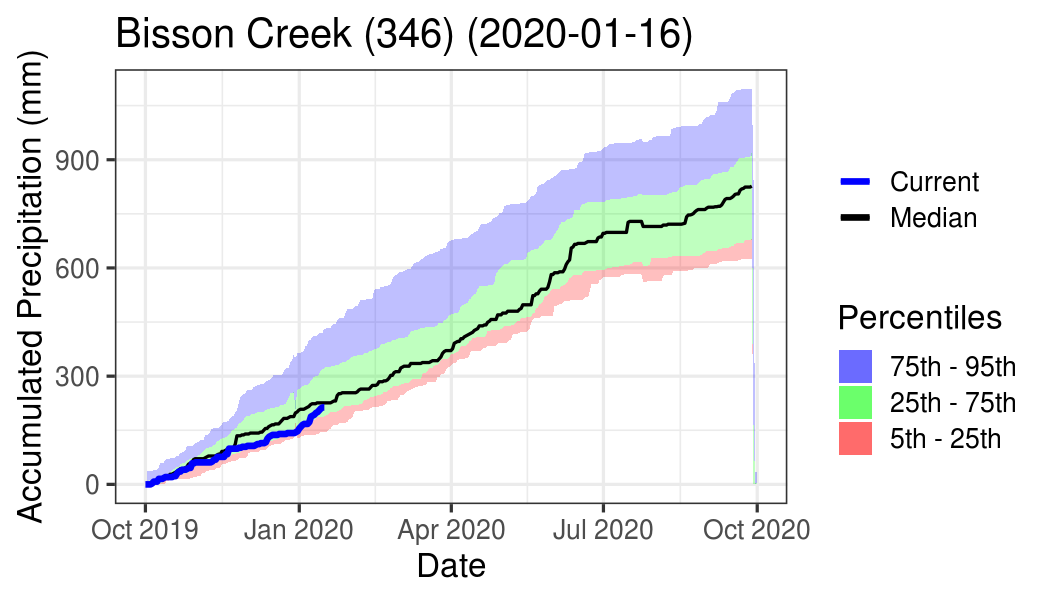 Bisson Creek (346) (2020-01-16)
Accumulated Precipitation (mm)
900
600
300
0
Oct 2019 Jan 2020 Apr 2020 Jul 2020 Oct 2020
Date
Current
Median
Percentiles
75th - 95th
25th - 75th
5th - 25th